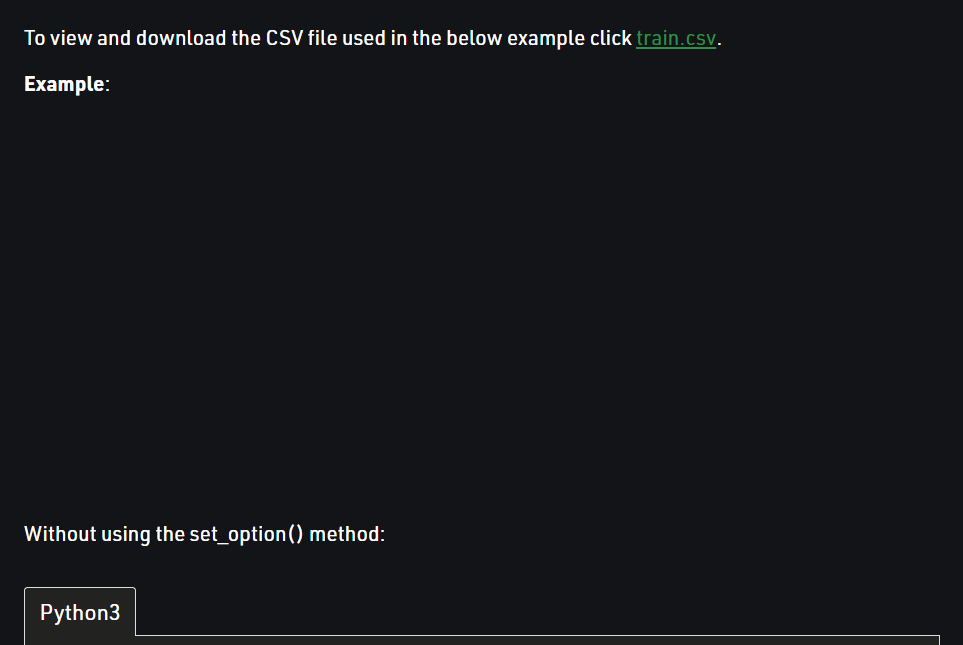 To view and download the CSV file used in the below example click train.csv.
Example:
Without using the set_option() method:
Python3